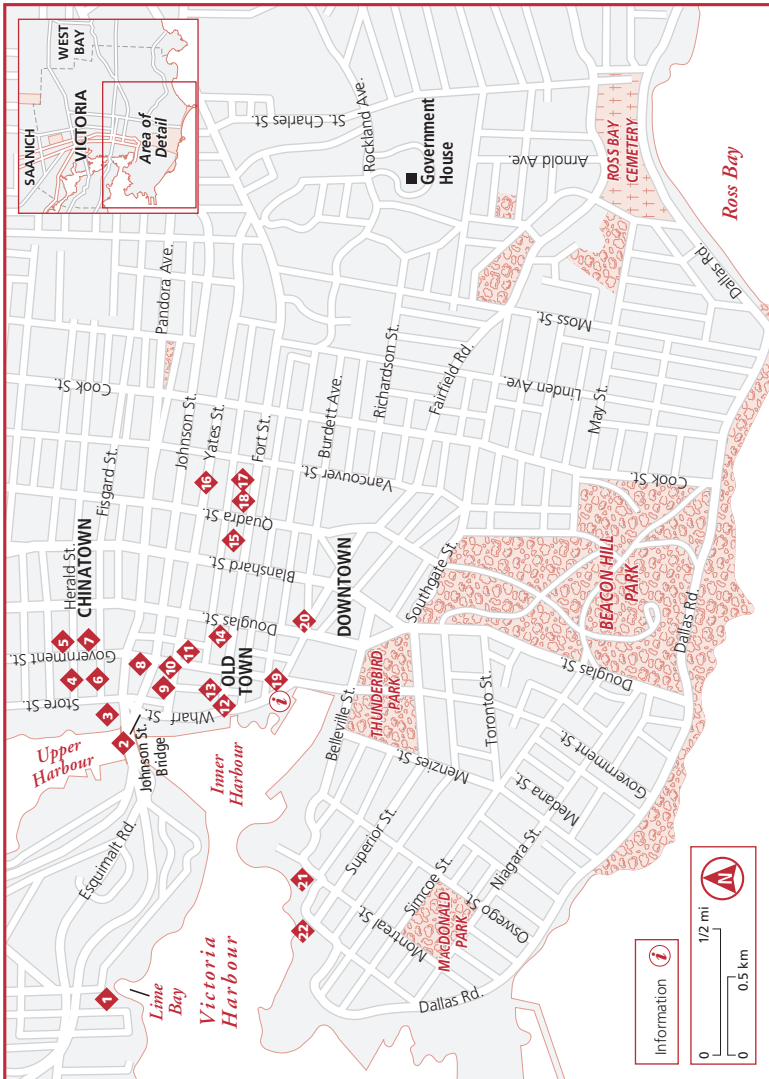 SAANICH
WEST
BAY
VICTORIA
Area of
Detail
St. Charles St.
Rockland Ave.
Government
House
Arnold Ave.
ROSS BAY
CEMETERY
Ross Bay
Dallas Rd.
Pandora Ave.
Cook St.
Johnson St.
Yates St.
Fort St.
Fisgard St.
Burdett Ave.
Richardson St.
Fairfield Rd.
Moss St.
Linden Ave.
May St.
Cook St.
Vancouver St.
Quadra St.
Blanshard St.
Douglas St.
Herald St.
CHINATOWN
Government St.
Store St.
Wharf St.
OLD
TOWN
DOWNTOWN
Southgate St.
BEACON HILL
PARK
Dallas Rd.
Douglas St.
THUNDERBIRD
PARK
Belleville St.
Toronto St.
Government St.
Menzies St.
Medana St.
Superior St.
Simcoe St.
Niagara St.
Oswego St.
Montreal St.
MACDONALD
PARK
Dallas Rd.
Upper
Harbour
Johnson St.
Bridge
Inner
Harbour
Esquimalt Rd.
Victoria
Harbour
Lime
Bay
1
2
3
4
5
6
7
8
9
10
11
12
13
14
15
16
17
18
19
20
21
22
i
Information i
0 1/2 mi
0 0.5 km
N